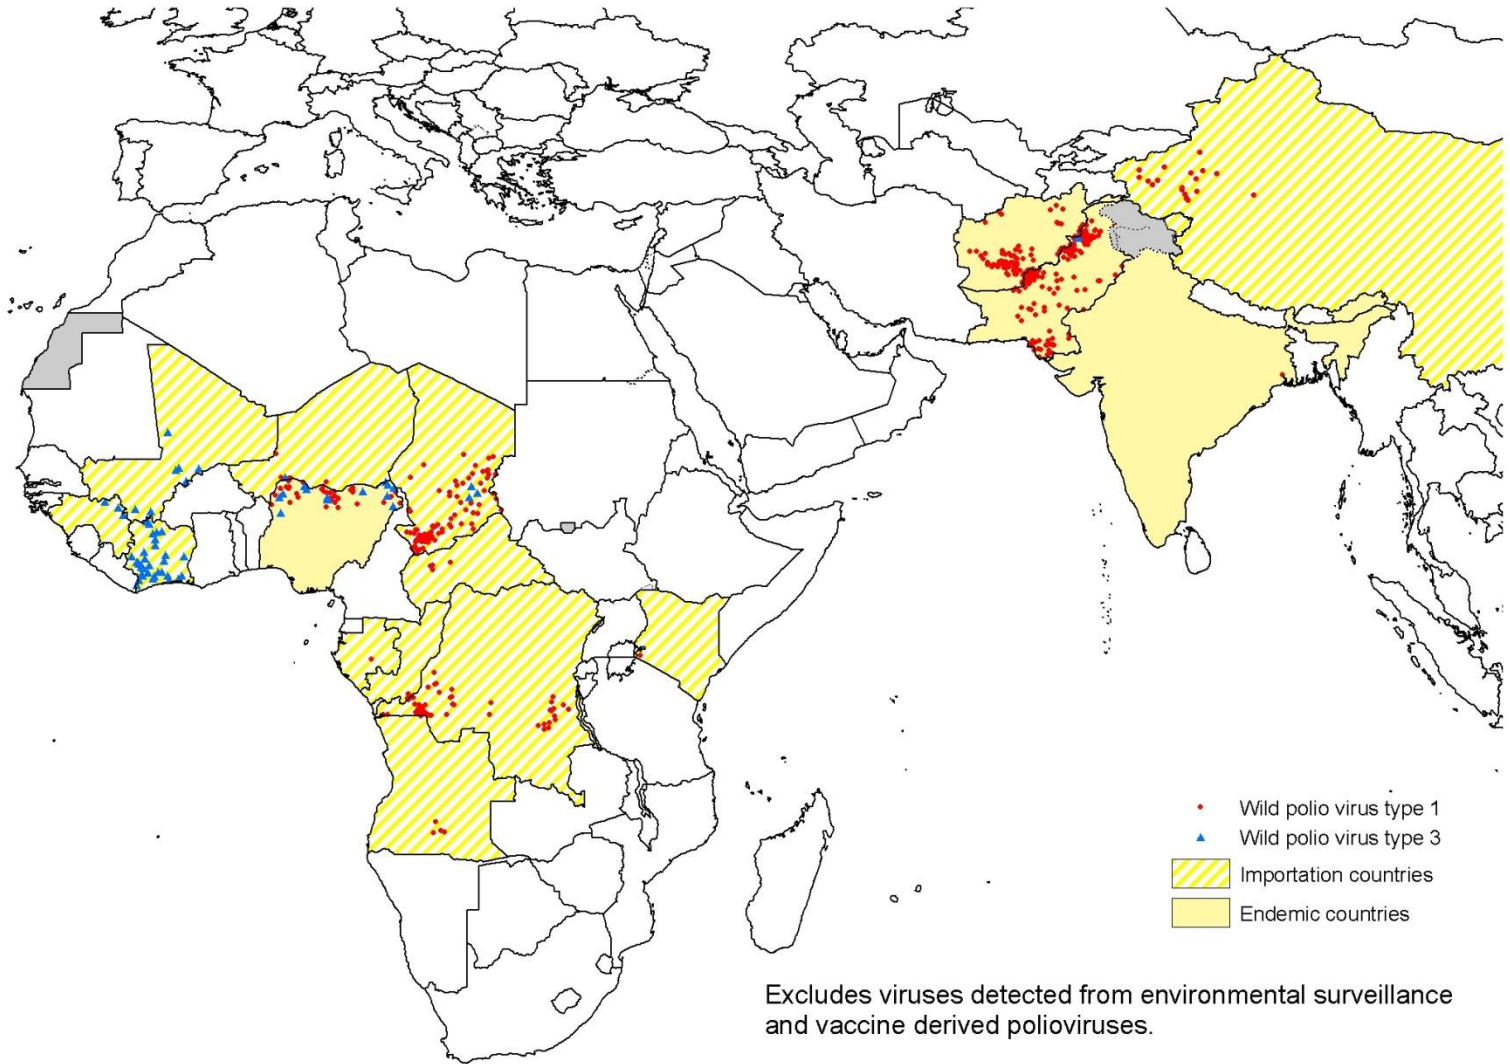 Wild polio virus type 1
Wild polio virus type 3
Importation countries
Endemic countries
Excludes viruses detected from environmental surveillance
and vaccine derived polioviruses.